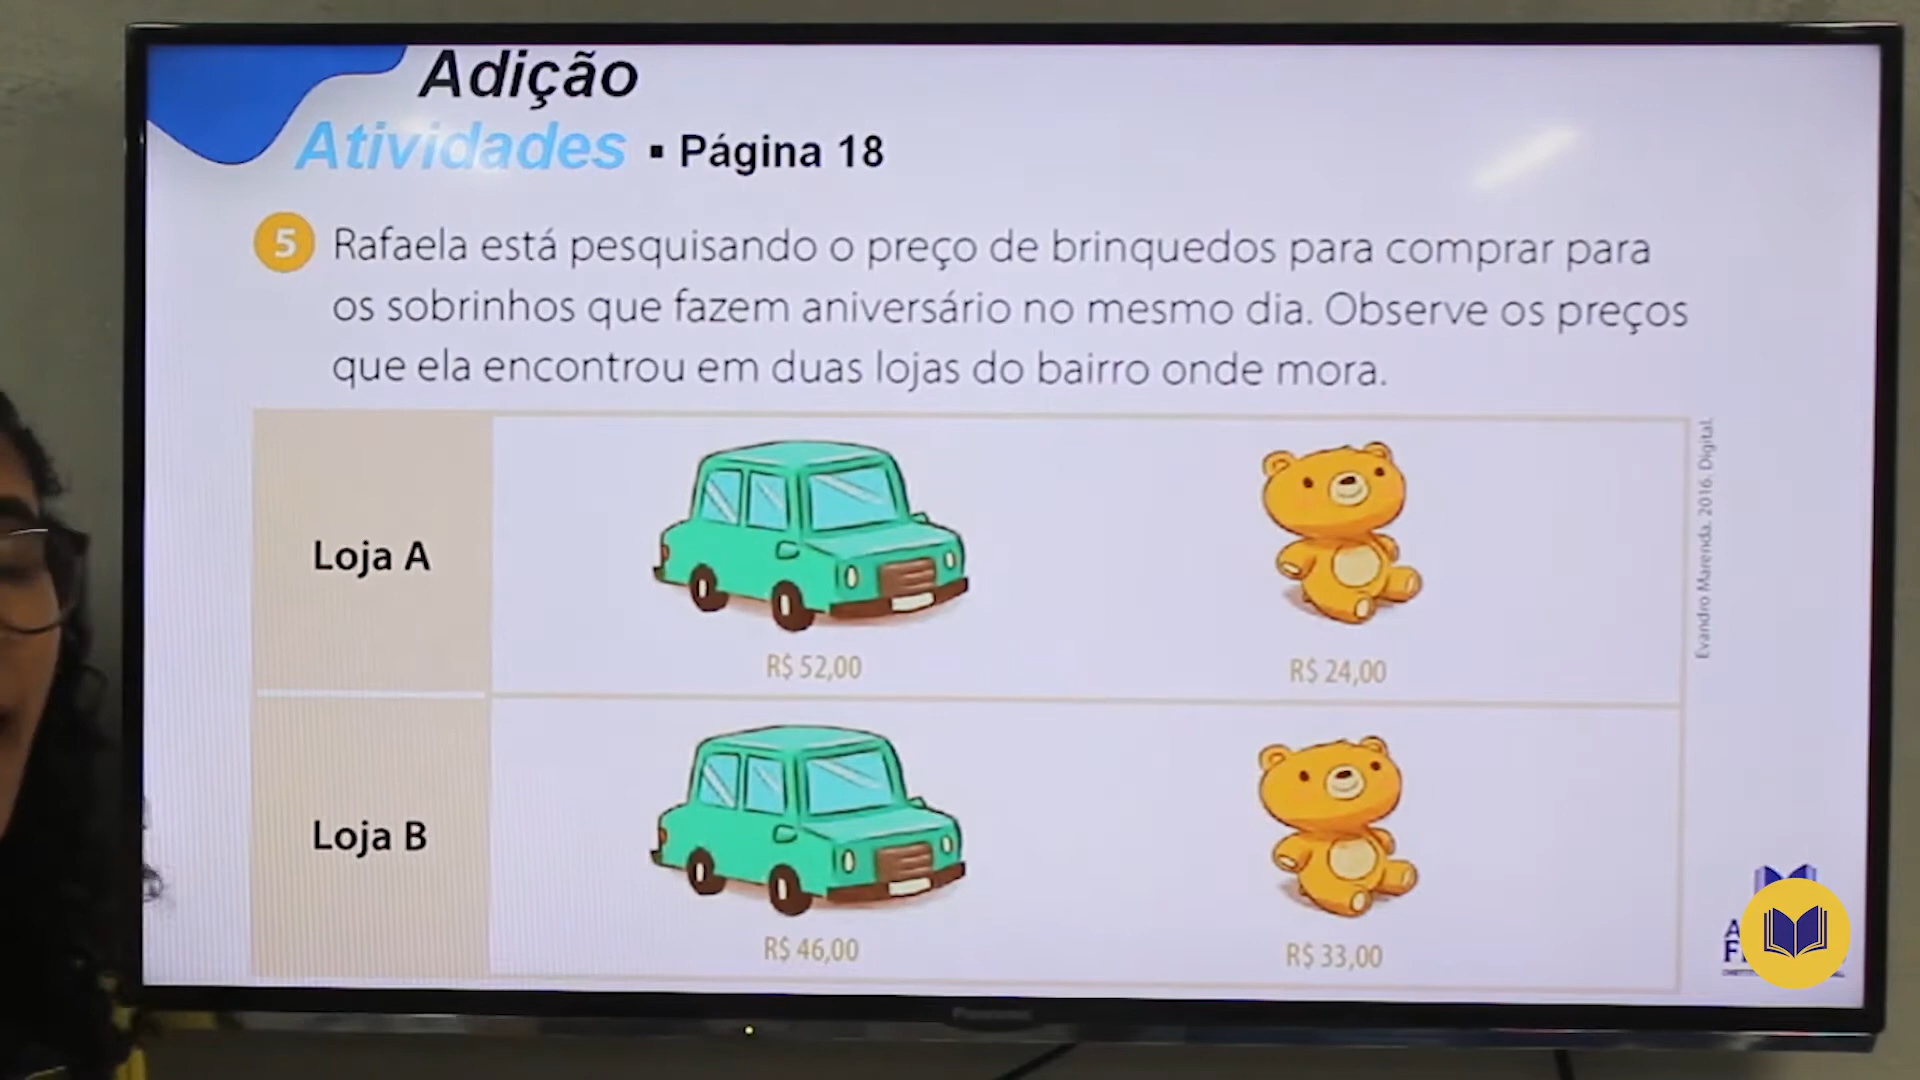 Adição
Atividades ▪ Página 18
5 Rafaela está pesquisando o preço de brinquedos para comprar para
os sobrinhos que fazem aniversário no mesmo dia. Observe os preços
que ela encontrou em duas lojas do bairro onde mora.
Loja A
R$ 52,00
R$ 24,00
Evandro Marenda. 2016. Digital.
Loja B
R$ 46,00
R$ 33,00